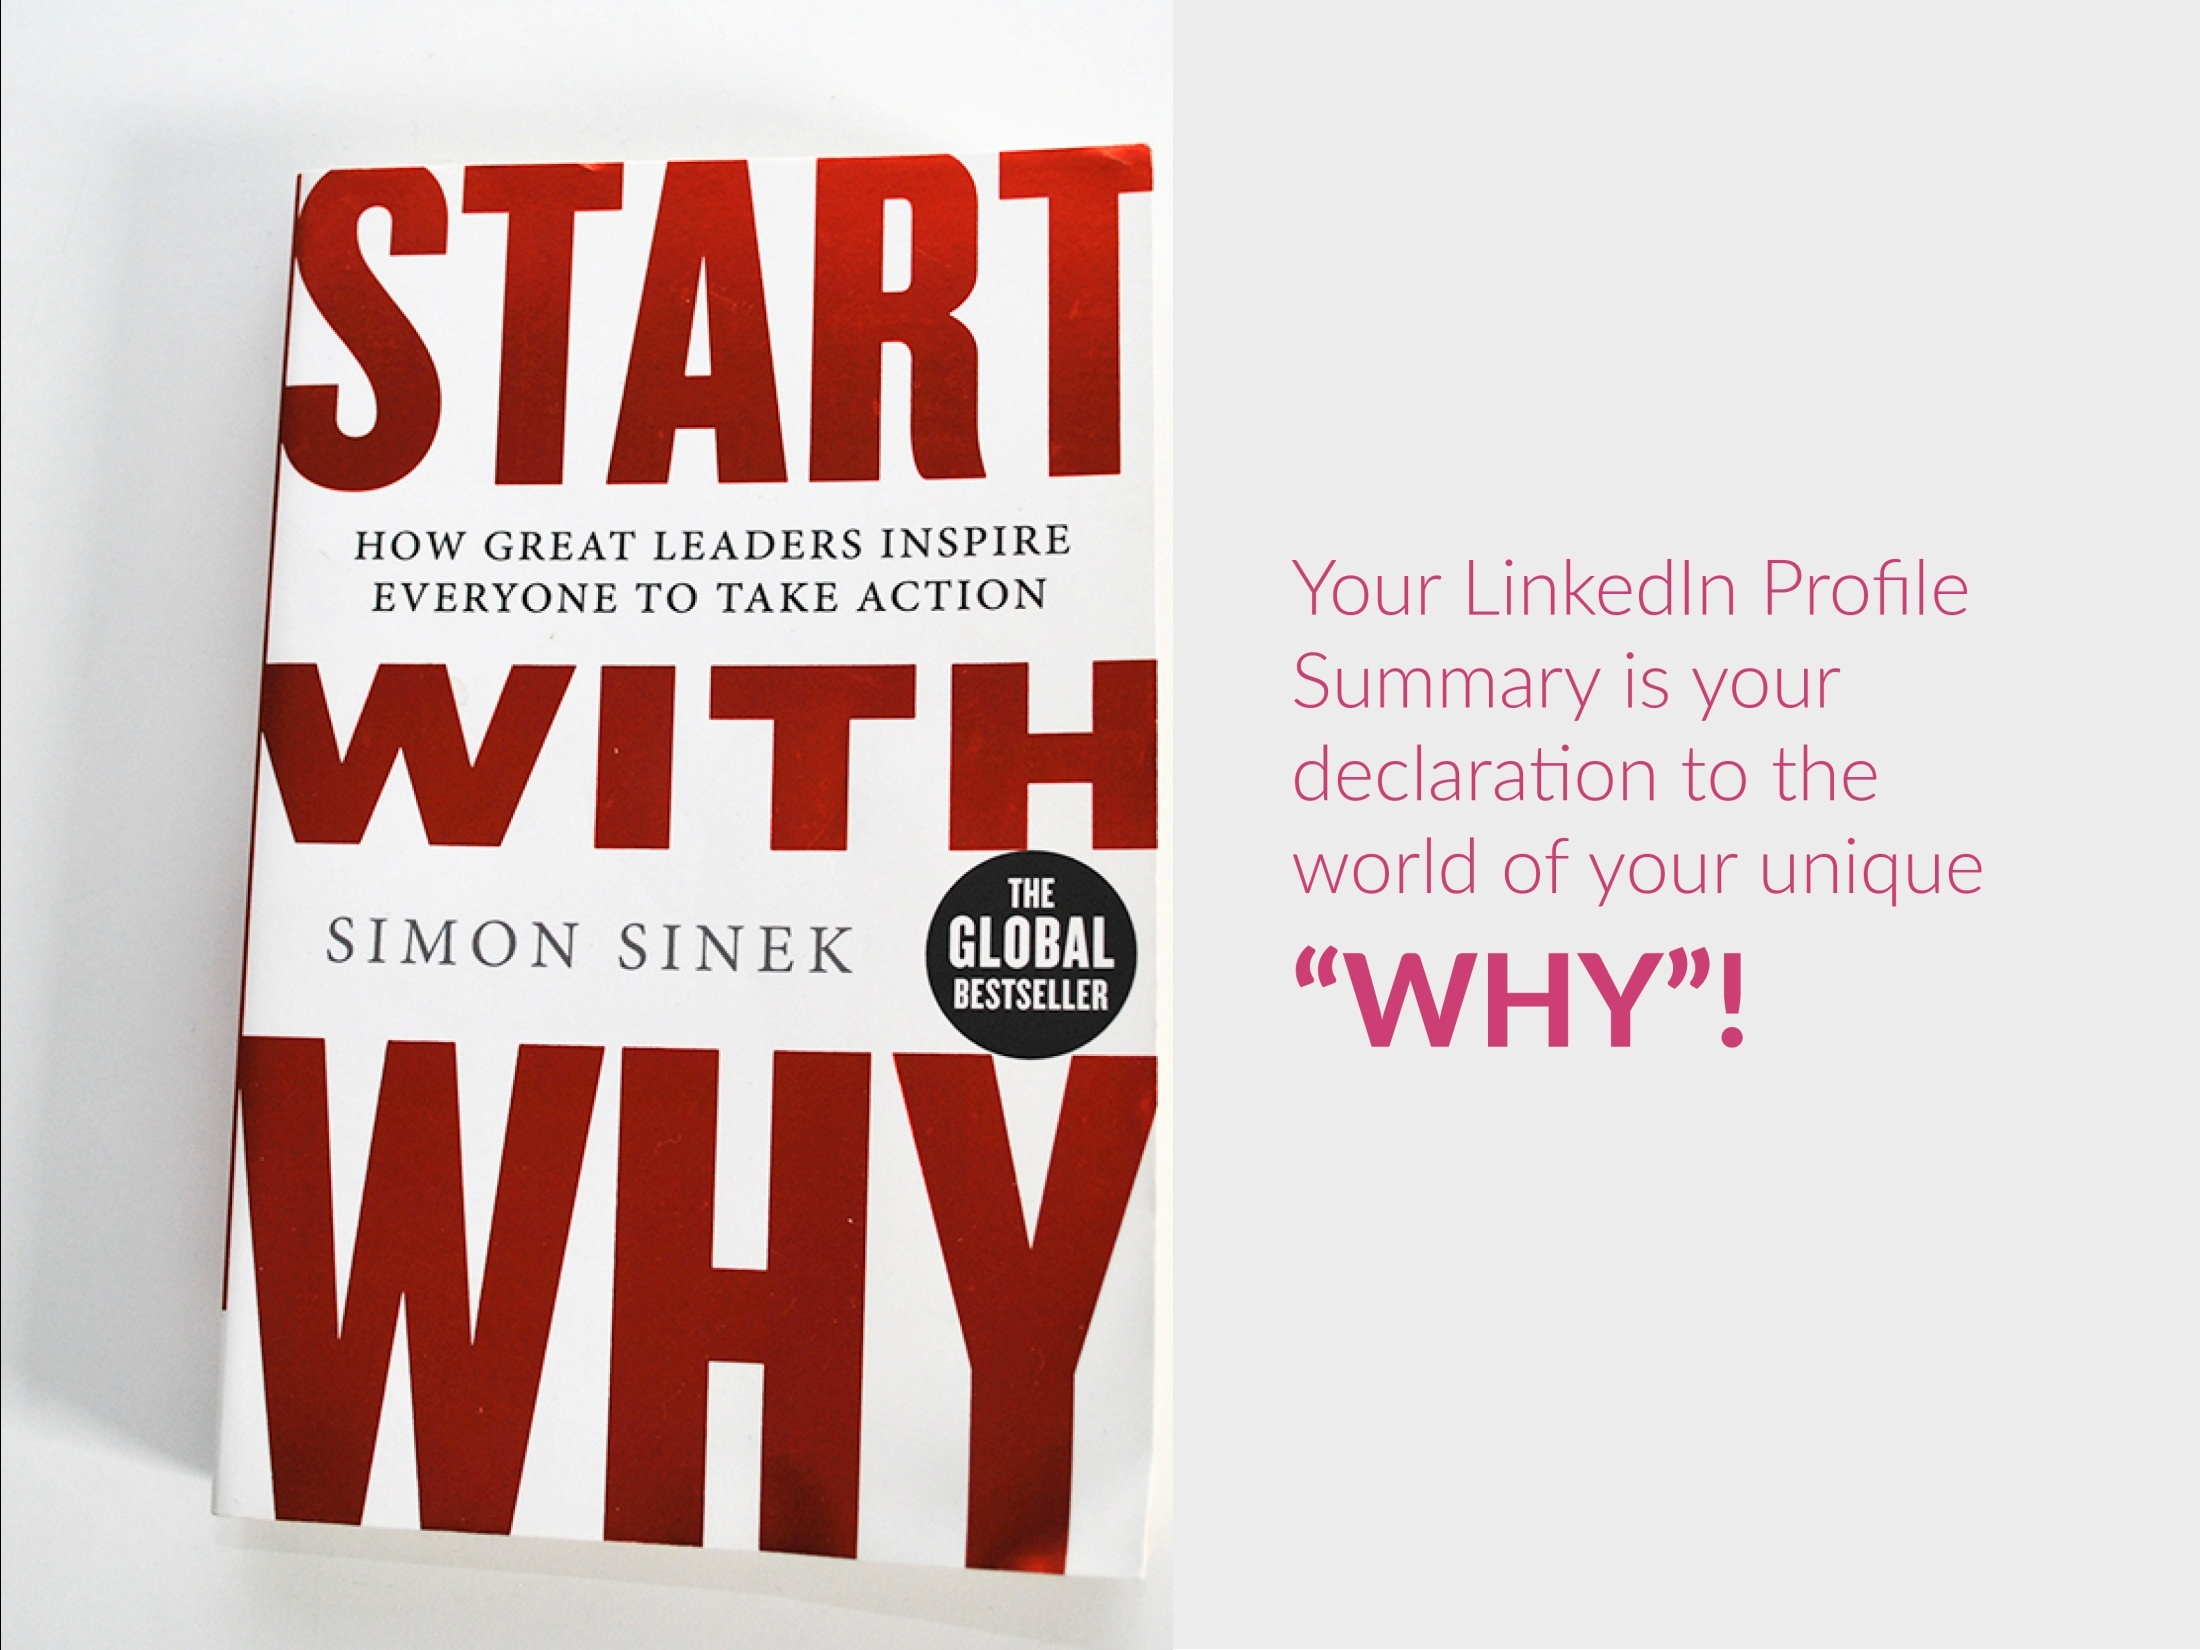 START
HOW GREAT LEADERS INSPIRE
EVERYONE TO TAKE ACTION
WITH
SIMON SINEK
THE
GLOBAL
BESTSELLER
WHY
Your LinkedIn Profile
Summary is your
declaration to the
world of your unique
“WHY”!